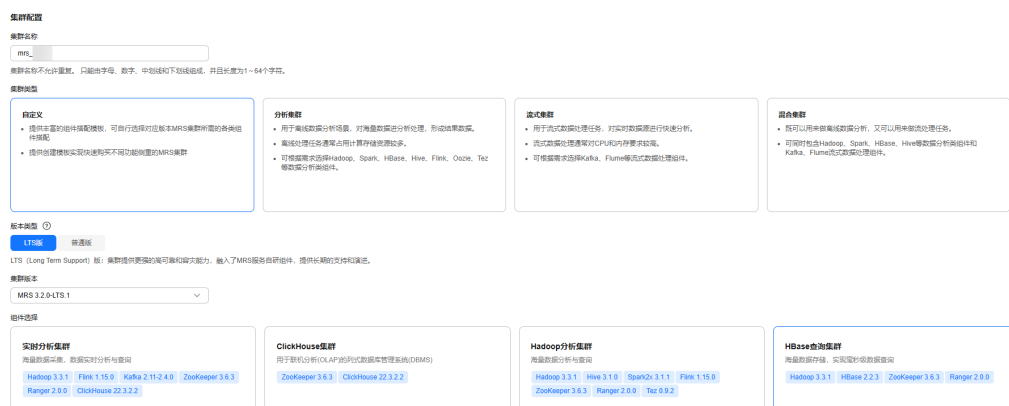 集群配置
集群名称
mrs_
集群名称不允许重复。 只能由字母、数字、中划线和下划线组成，并且长度为1～64个字符。
集群类型
自定义
提供丰富的组件搭配模板，可自行选择对应版本MRS集群所需的各类组
件搭配
提供创建模板实现快速购买不同功能侧重的MRS集群
分析集群
用于离线数据分析场景，对海量数据进分析处理，形成结果数据。
离线处理任务通常占用计算存储资源较多。
可根据需求选择Hadoop、Spark、HBase、Hive、Flink、Oozie、Tez
等数据分析类组件。
流式集群
用于流式数据处理任务，对实时数据源进行快速分析。
流式数据处理通常对CPU和内存要求较高。
可根据需求选择Kafka、Flume等流式数据处理组件。
混合集群
既可以用来做离线数据分析，又可以用来做流处理任务。
可同时包含Hadoop、Spark、HBase、Hive等数据分析类组件和
Kafka、Flume流式数据处理组件。
版本类型 ?
LTS版 普通版
LTS（Long Term Support）版：集群提供更强的高可靠和容灾能力，融入了MRS服务自研组件，提供长期的支持和演进。
集群版本
MRS 3.2.0-LTS.1
组件选择
实时分析集群
海量数据采集、数据实时分析与查询
Hadoop 3.3.1 Flink 1.15.0 Kafka 2.11-2.4.0 ZooKeeper 3.6.3
Ranger 2.0.0 ClickHouse 22.3.2.2
ClickHouse集群
用于联机分析(OLAP)的列式数据库管理系统(DBMS)
ZooKeeper 3.6.3 ClickHouse 22.3.2.2
Hadoop分析集群
海量数据分析与查询
Hadoop 3.3.1 Hive 3.1.0 Spark2x 3.1.1 Flink 1.15.0
ZooKeeper 3.6.3 Ranger 2.0.0 Tez 0.9.2
HBase查询集群
海量数据存储，实现毫秒级数据查询
Hadoop 3.3.1 HBase 2.2.3 ZooKeeper 3.6.3 Ranger 2.0.0